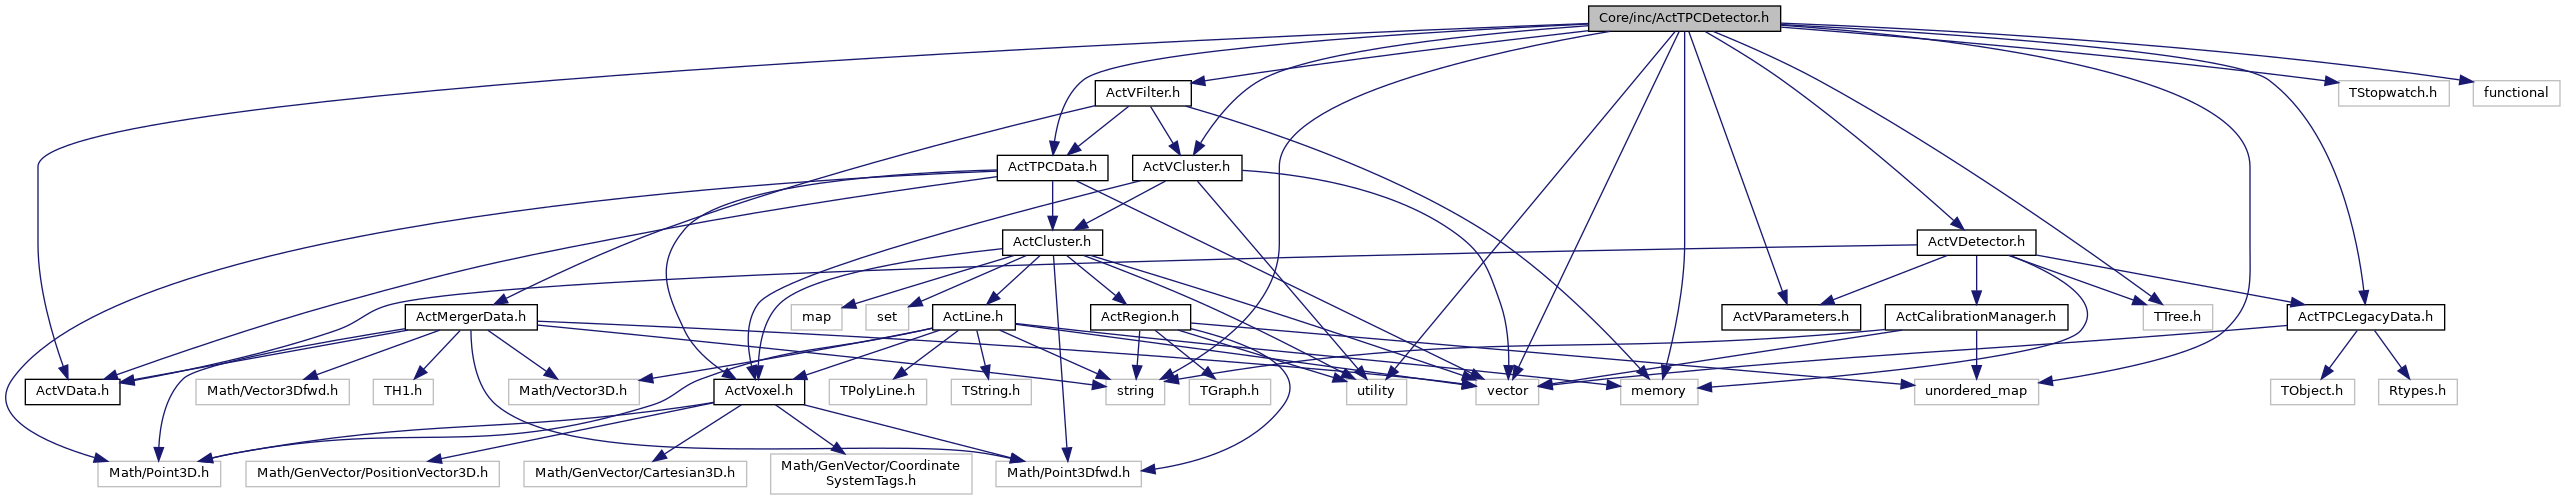 Core/inc/ActTPCDetector.h
ActVFilter.h
TStopwatch.h
functional
ActTPCData.h
ActVCluster.h
ActCluster.h
ActVDetector.h
ActMergerData.h
map
set
ActLine.h
ActRegion.h
ActVParameters.h
ActCalibrationManager.h
TTree.h
ActTPCLegacyData.h
ActVData.h
Math/Vector3Dfwd.h
TH1.h
Math/Vector3D.h
ActVoxel.h
TPolyLine.h
TString.h
string
TGraph.h
utility
vector
memory
unordered_map
TObject.h
Rtypes.h
Math/Point3D.h
Math/GenVector/PositionVector3D.h
Math/GenVector/Cartesian3D.h
Math/GenVector/Coordinate
SystemTags.h
Math/Point3Dfwd.h